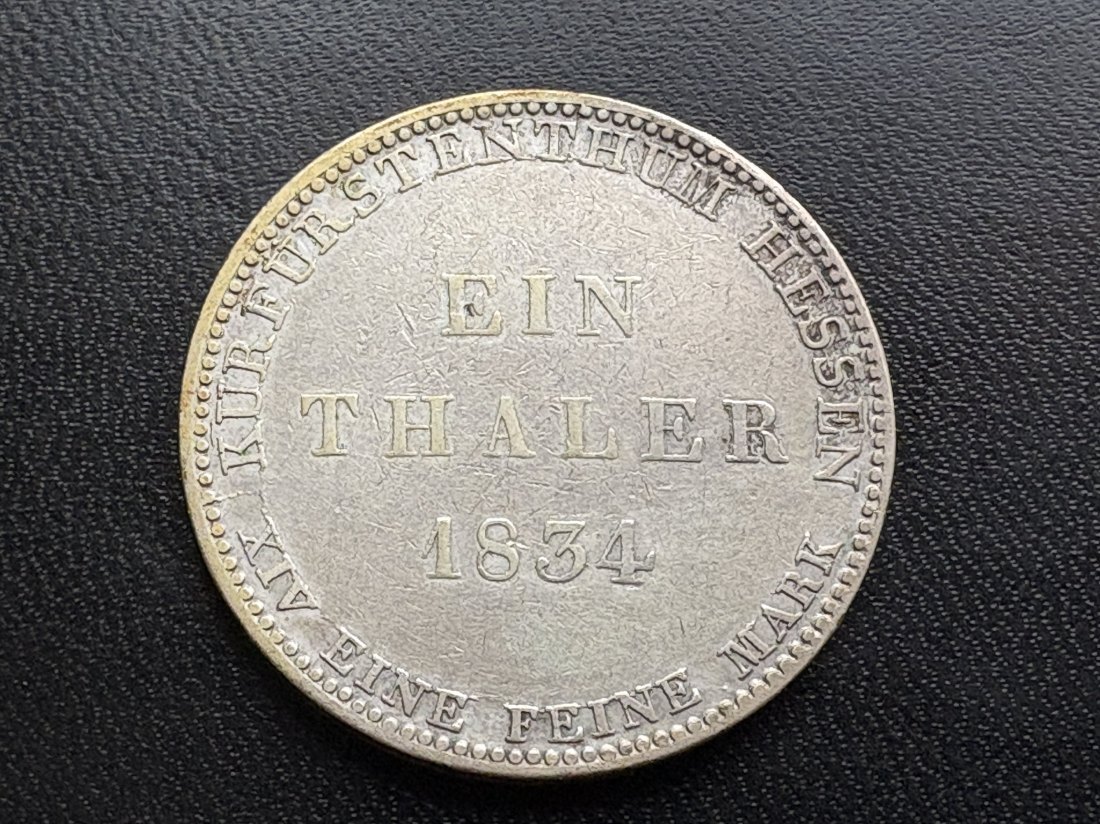 KURFÜRSTENTHUM HESSEN
EIN
THALER
1834
XIV EINE FEINE MARK